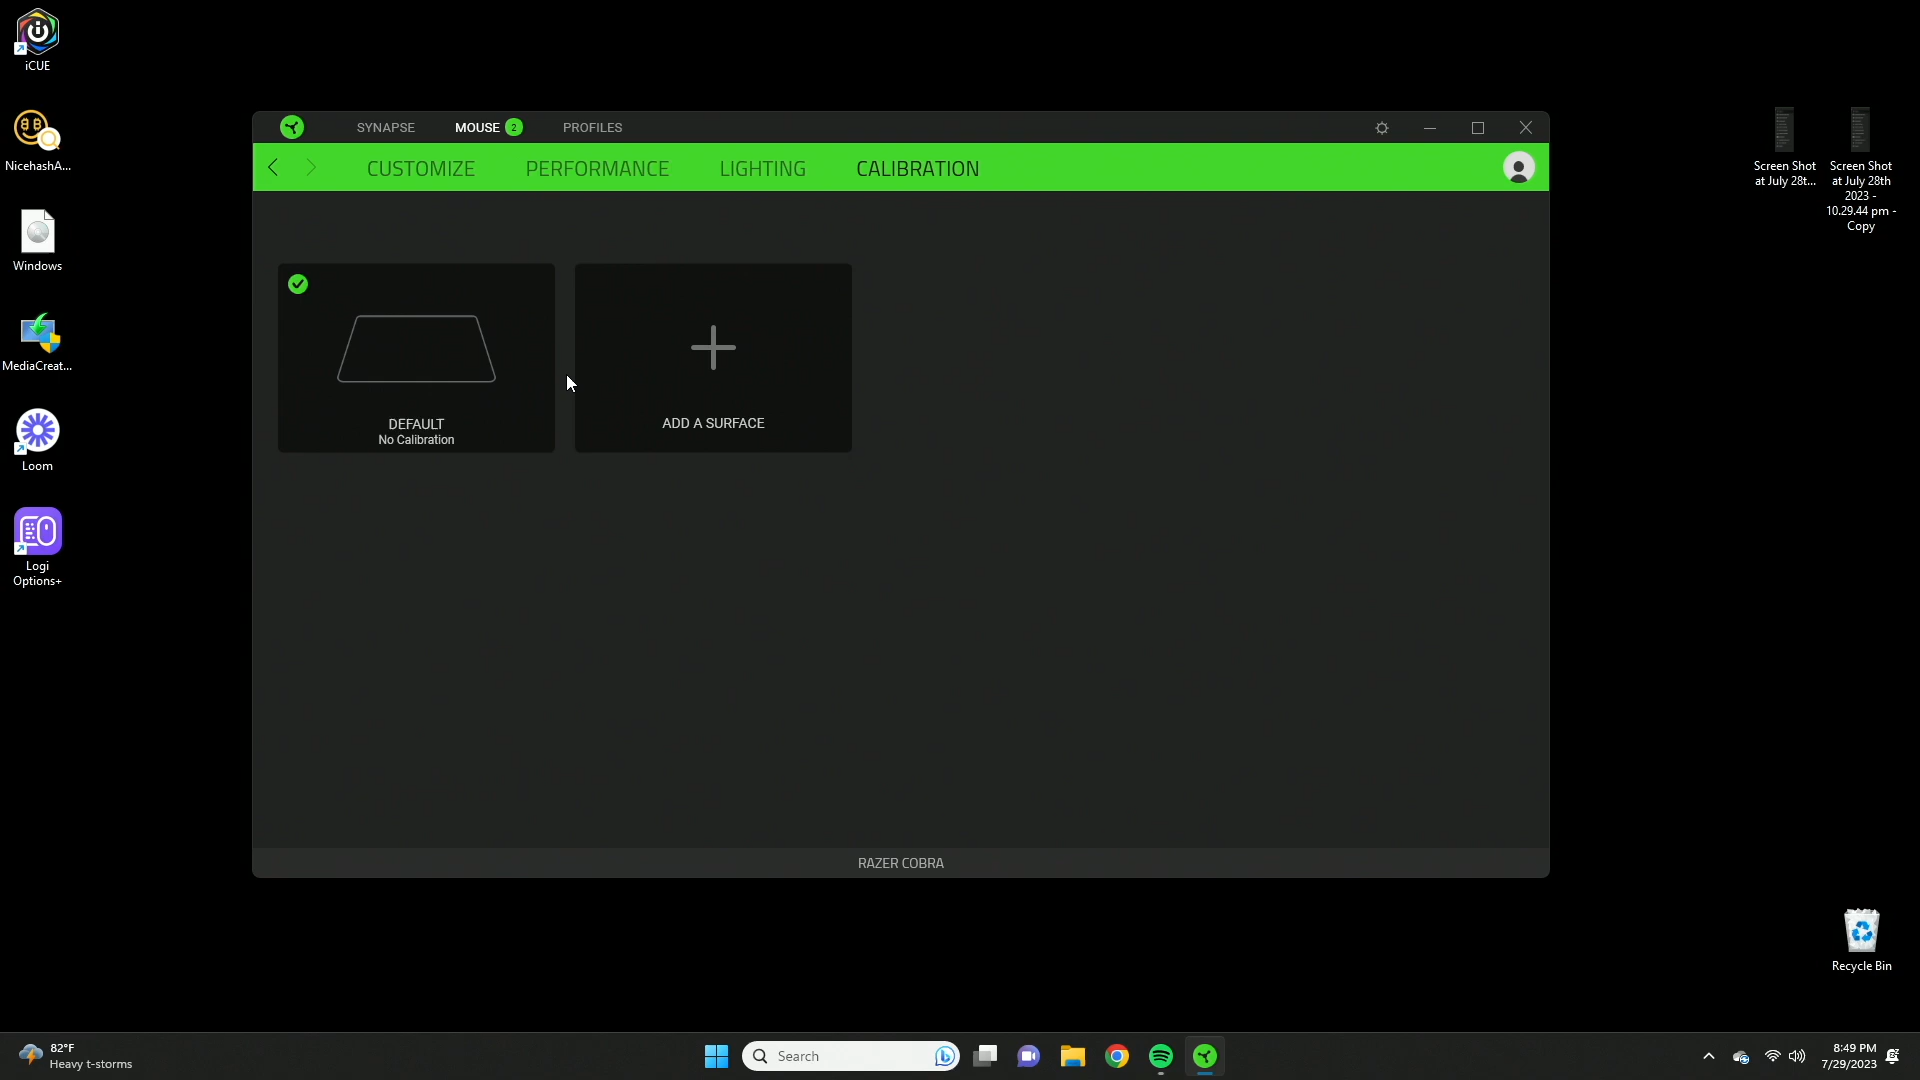 iCUE
NicehashA...
Windows
MediaCreat...
Loom
Logi
Options+
SYNAPSE
MOUSE 2
PROFILES
CUSTOMIZE
PERFORMANCE
LIGHTING
CALIBRATION
DEFAULT
No Calibration
ADD A SURFACE
RAZER COBRA
Screen Shot
at July 28t...
Screen Shot
at July 28th
2023 -
10.29.44 pm -
Copy
Recycle Bin
82°F
Heavy t-storms
Search
8:49 PM
7/29/2023